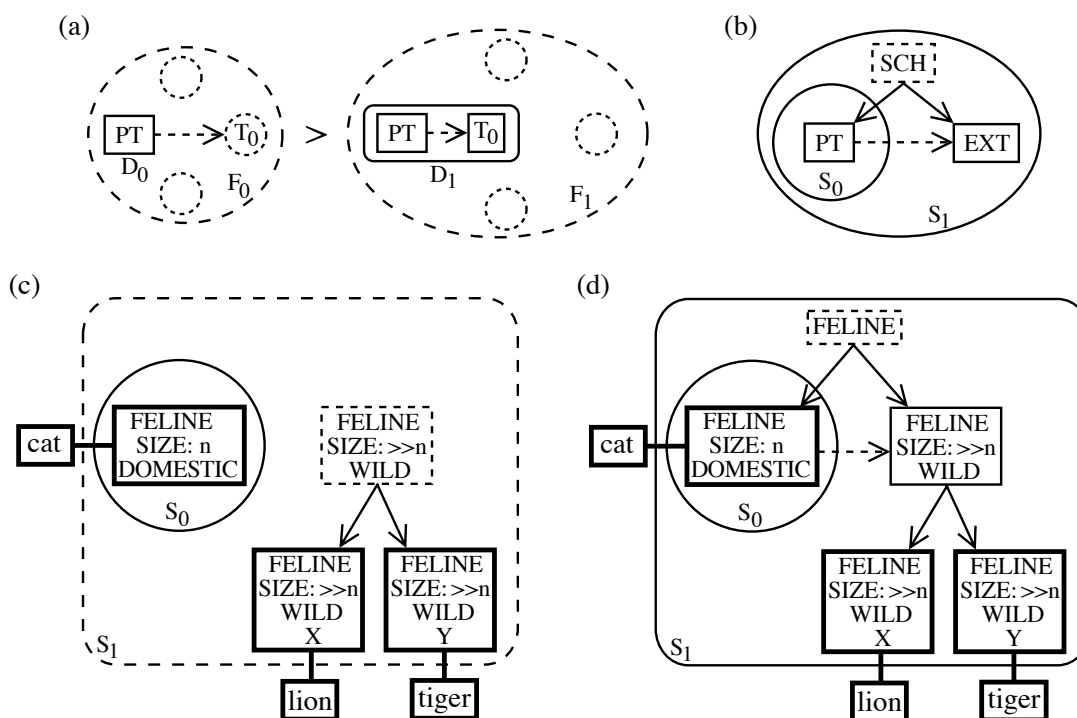 (a)
PT
T0
D0
F0
>
PT
T0
D1
F1
(b)
SCH
PT
EXT
S0
S1
(c)
cat
FELINE
SIZE: n
DOMESTIC
S0
FELINE
SIZE: >>n
WILD
FELINE
SIZE: >>n
WILD
X
FELINE
SIZE: >>n
WILD
Y
S1
lion
tiger
(d)
FELINE
cat
FELINE
SIZE: n
DOMESTIC
S0
FELINE
SIZE: >>n
WILD
FELINE
SIZE: >>n
WILD
X
FELINE
SIZE: >>n
WILD
Y
S1
lion
tiger